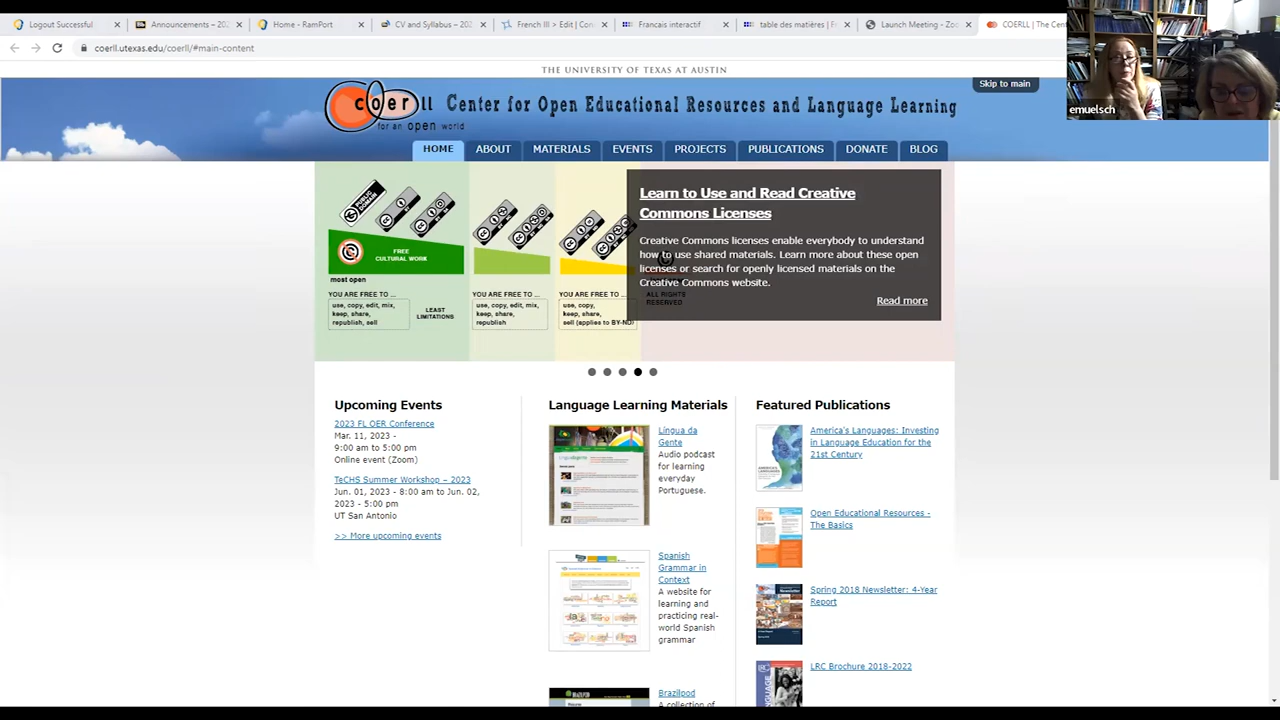 Logout Successful
Announcements – 202
Home - RamPort
CV and Syllabus – 202
French III > Edit | Con
Francais interactif
table des matières | Fr
Launch Meeting - Zoo
COERLL | The Cen
coerll.utexas.edu/coerll/#main-content
emuelsch
THE UNIVERSITY OF TEXAS AT AUSTIN
Skip to main
coerll
for an open world
Center for Open Educational Resources and Language Learning
HOME
ABOUT
MATERIALS
EVENTS
PROJECTS
PUBLICATIONS
DONATE
BLOG
PUBLIC DOMAIN
FREE
CULTURAL WORK
most open
YOU ARE FREE TO ...
use, copy, edit, mix,
keep, share,
republish, sell
LEAST
LIMITATIONS
YOU ARE FREE TO ...
use, copy, edit, mix,
keep, share,
republish
YOU ARE FREE TO ...
use, copy,
keep, share,
sell (applies to BY-ND)
ALL RIGHTS
RESERVED
Learn to Use and Read Creative
Commons Licenses
Creative Commons licenses enable everybody to understand
how to use shared materials. Learn more about these open
licenses or search for openly licensed materials on the
Creative Commons website.
Read more
Upcoming Events
2023 FL OER Conference
Mar. 11, 2023 -
9:00 am to 5:00 pm
Online event (Zoom)
TeCHS Summer Workshop – 2023
Jun. 01, 2023 - 8:00 am to Jun. 02,
2023 - 5:00 pm
UT San Antonio
>> More upcoming events
Language Learning Materials
Língua da
Gente
Audio podcast
for learning
everyday
Portuguese.
Spanish
Grammar in
Context
A website for
learning and
practicing real-
world Spanish
grammar
Brazilpod
A collection of
Featured Publications
America's Languages: Investing
in Language Education for the
21st Century
Open Educational Resources -
The Basics
Spring 2018 Newsletter: 4-Year
Report
LRC Brochure 2018-2022